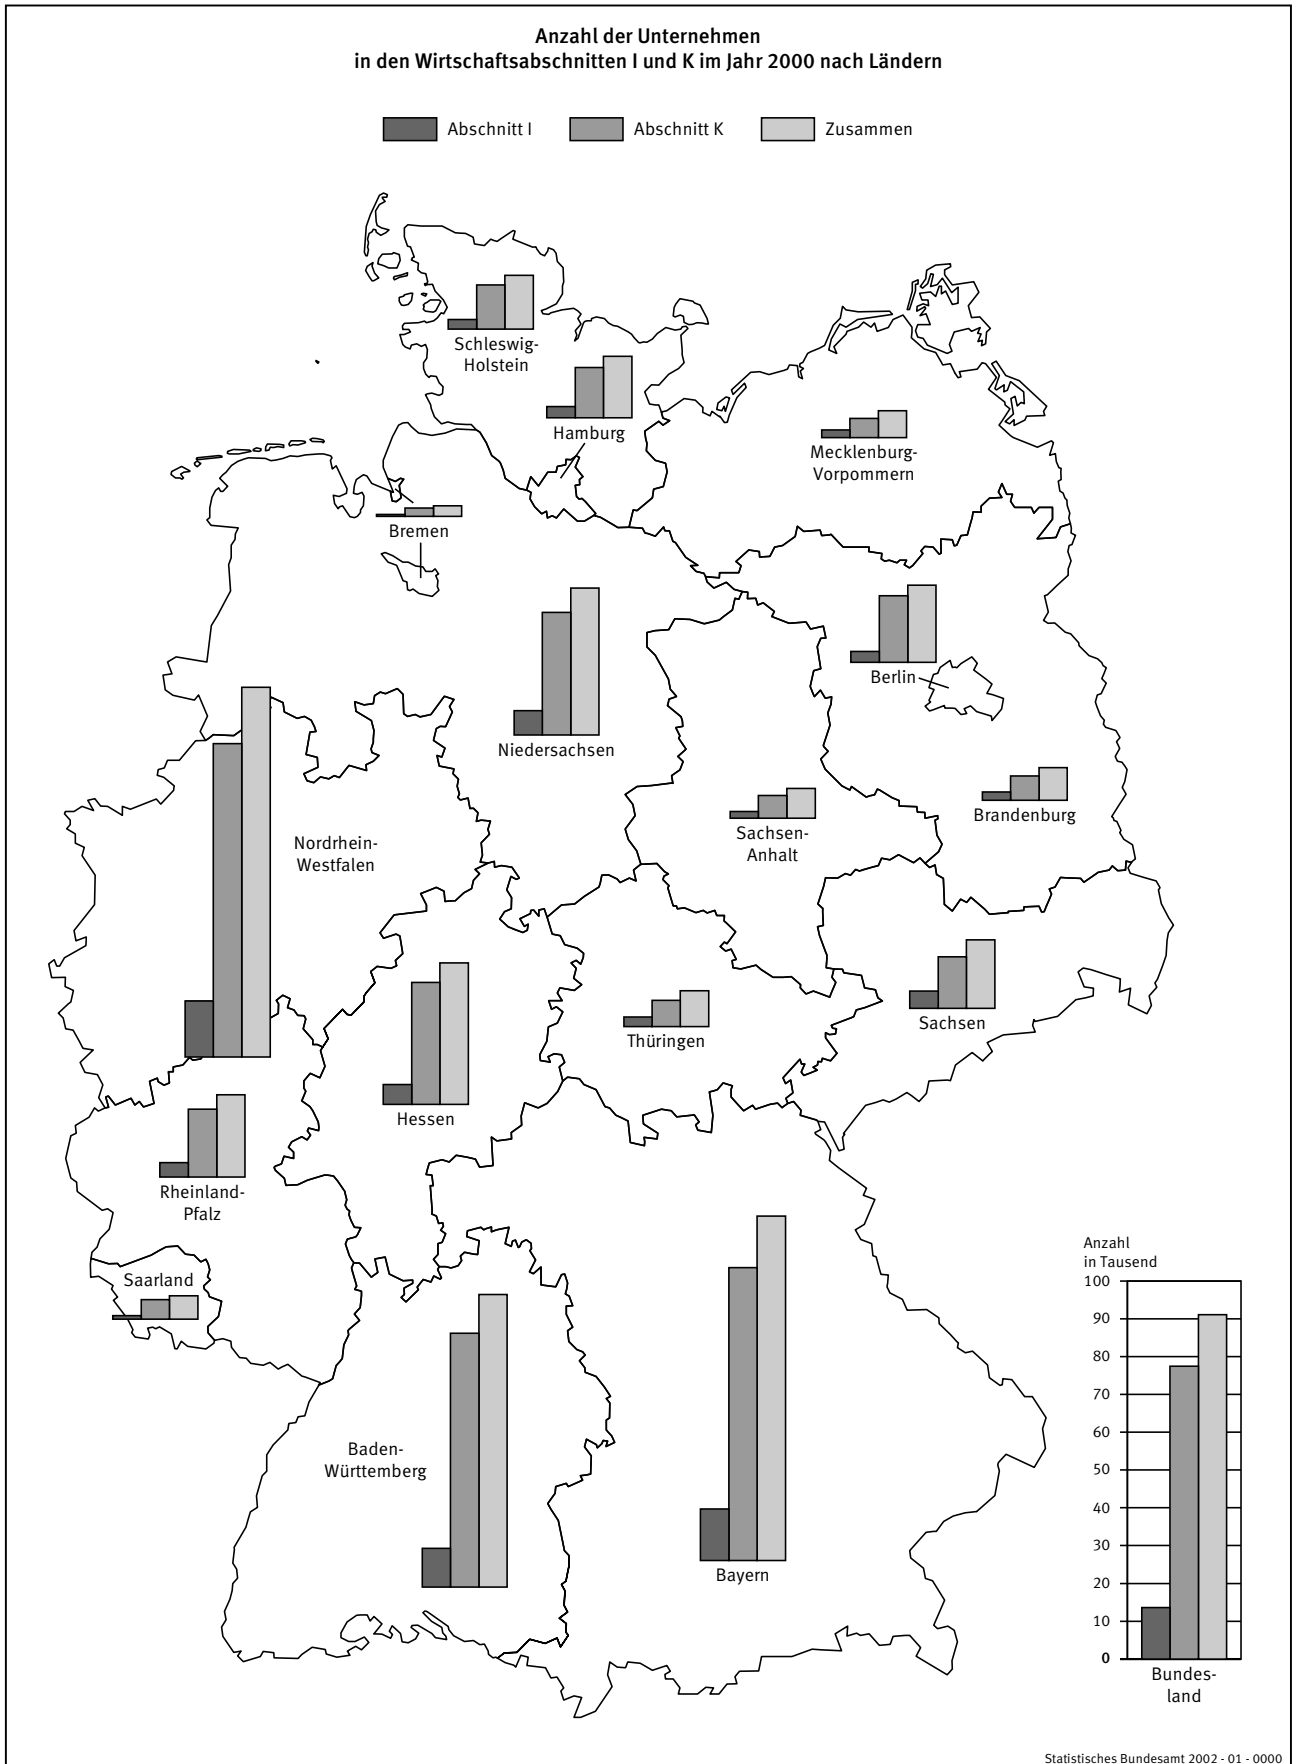 Anzahl der Unternehmen
in den Wirtschaftsabschnitten I und K im Jahr 2000 nach Ländern
Abschnitt I
Abschnitt K
Zusammen
Schleswig-
Holstein
Hamburg
Mecklenburg-
Vorpommern
Bremen
Berlin
Niedersachsen
Brandenburg
Sachsen-
Anhalt
Nordrhein-
Westfalen
Sachsen
Thüringen
Hessen
Rheinland-
Pfalz
Saarland
Baden-
Württemberg
Bayern
Anzahl
in Tausend
100
90
80
70
60
50
40
30
20
10
0
Bundes-
land
Statistisches Bundesamt 2002 - 01 - 0000